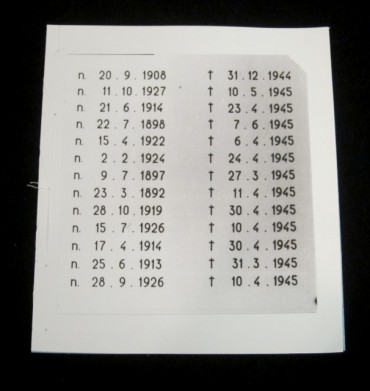 n. 20 . 9 . 1908 † 31 . 12 . 1944
n. 11 . 10 . 1927 † 10 . 5 . 1945
n. 21 . 6 . 1914 † 23 . 4 . 1945
n. 22 . 7 . 1898 † 7 . 6 . 1945
n. 15 . 4 . 1922 † 6 . 4 . 1945
n. 2 . 2 . 1924 † 24 . 4 . 1945
n. 9 . 7 . 1897 † 27 . 3 . 1945
n. 23 . 3 . 1892 † 11 . 4 . 1945
n. 28 . 10 . 1919 † 30 . 4 . 1945
n. 15 . 7 . 1926 † 10 . 4 . 1945
n. 17 . 4 . 1914 † 30 . 4 . 1945
n. 25 . 6 . 1913 † 31 . 3 . 1945
n. 28 . 9 . 1926 † 10 . 4 . 1945